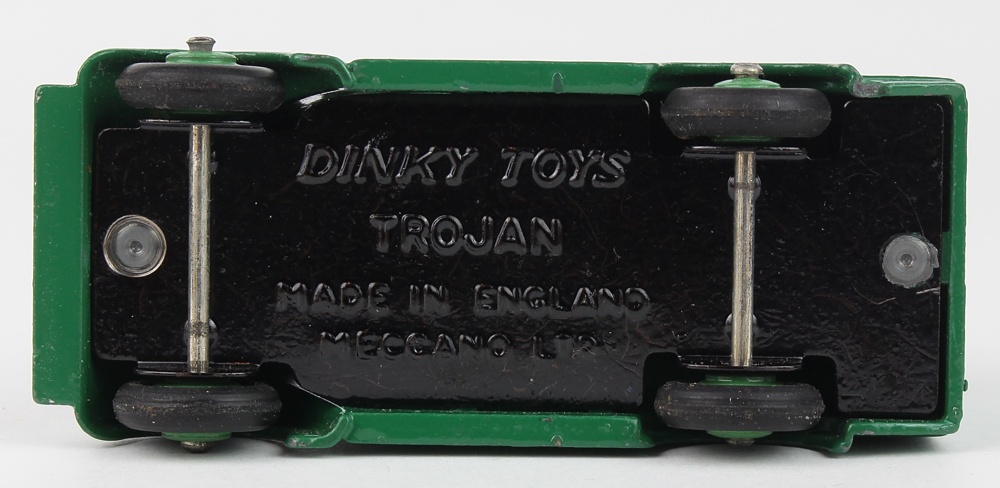 DINKY TOYS
TROJAN
MADE IN ENGLAND
MECCANO LTD